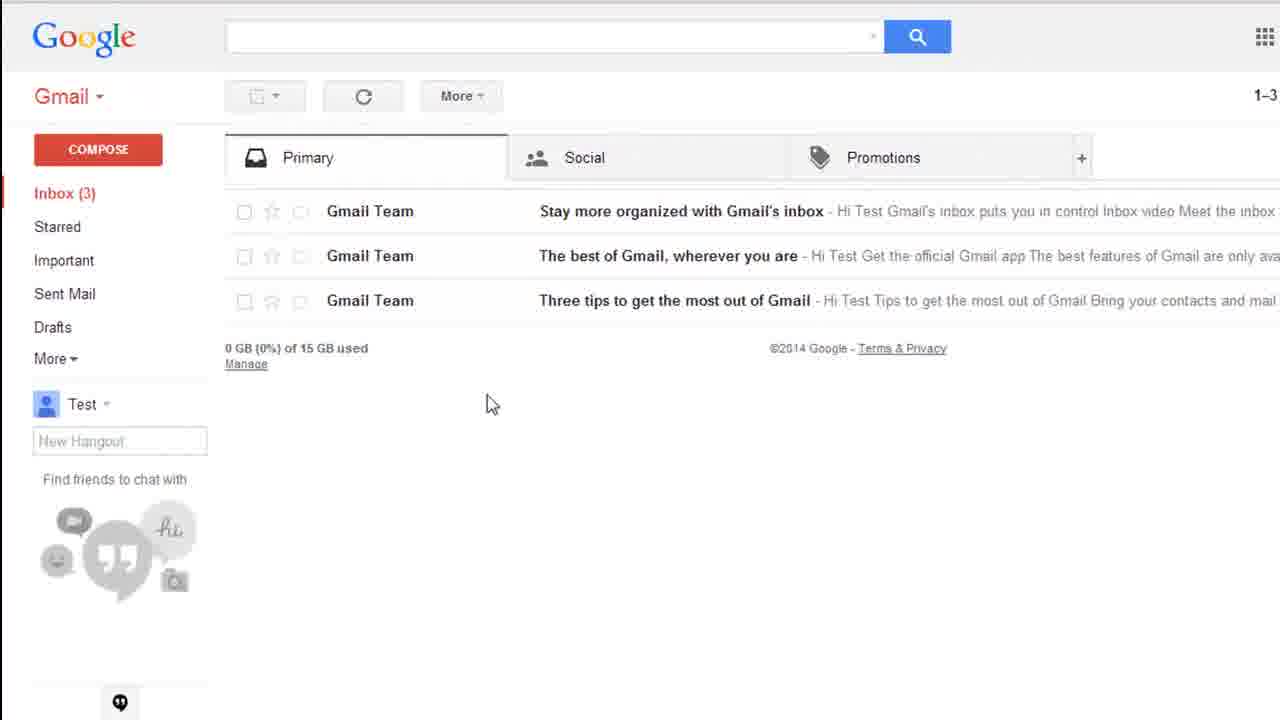 Google
Gmail
More
1–3
COMPOSE
Primary
Social
Promotions
+
Inbox (3)
Gmail Team Stay more organized with Gmail's inbox - Hi Test Gmail's inbox puts you in control Inbox video Meet the inbox
Starred
Gmail Team The best of Gmail, wherever you are - Hi Test Get the official Gmail app The best features of Gmail are only ava
Important
Sent Mail
Gmail Team Three tips to get the most out of Gmail - Hi Test Tips to get the most out of Gmail Bring your contacts and mail
Drafts
More
0 GB (0%) of 15 GB used
Manage
©2014 Google - Terms & Privacy
Test
New Hangout
Find friends to chat with
hi